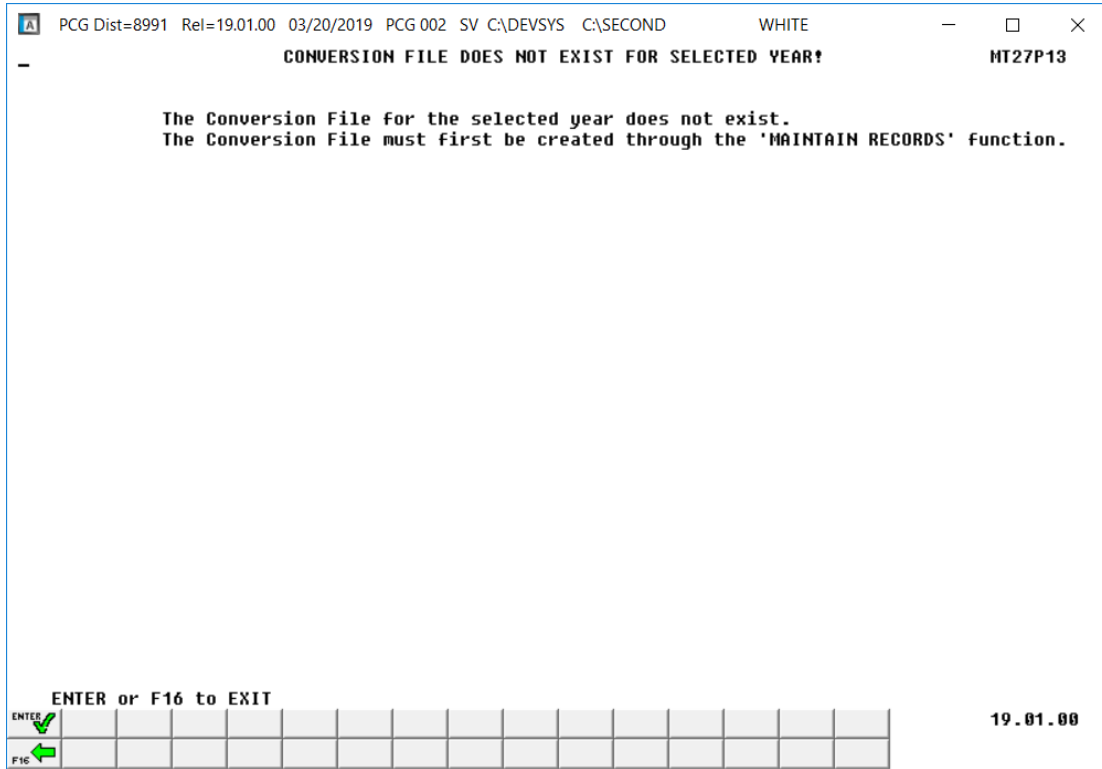 A PCG Dist=8991 Rel=19.01.00 03/20/2019 PCG 002 SV C:\DEVSYS C:\SECOND WHITE
CONVERSION FILE DOES NOT EXIST FOR SELECTED YEAR! MT27P13
The Conversion File for the selected year does not exist.
The Conversion File must first be created through the 'MAINTAIN RECORDS' function.
ENTER or F16 to EXIT
ENTER
19.01.00
F16